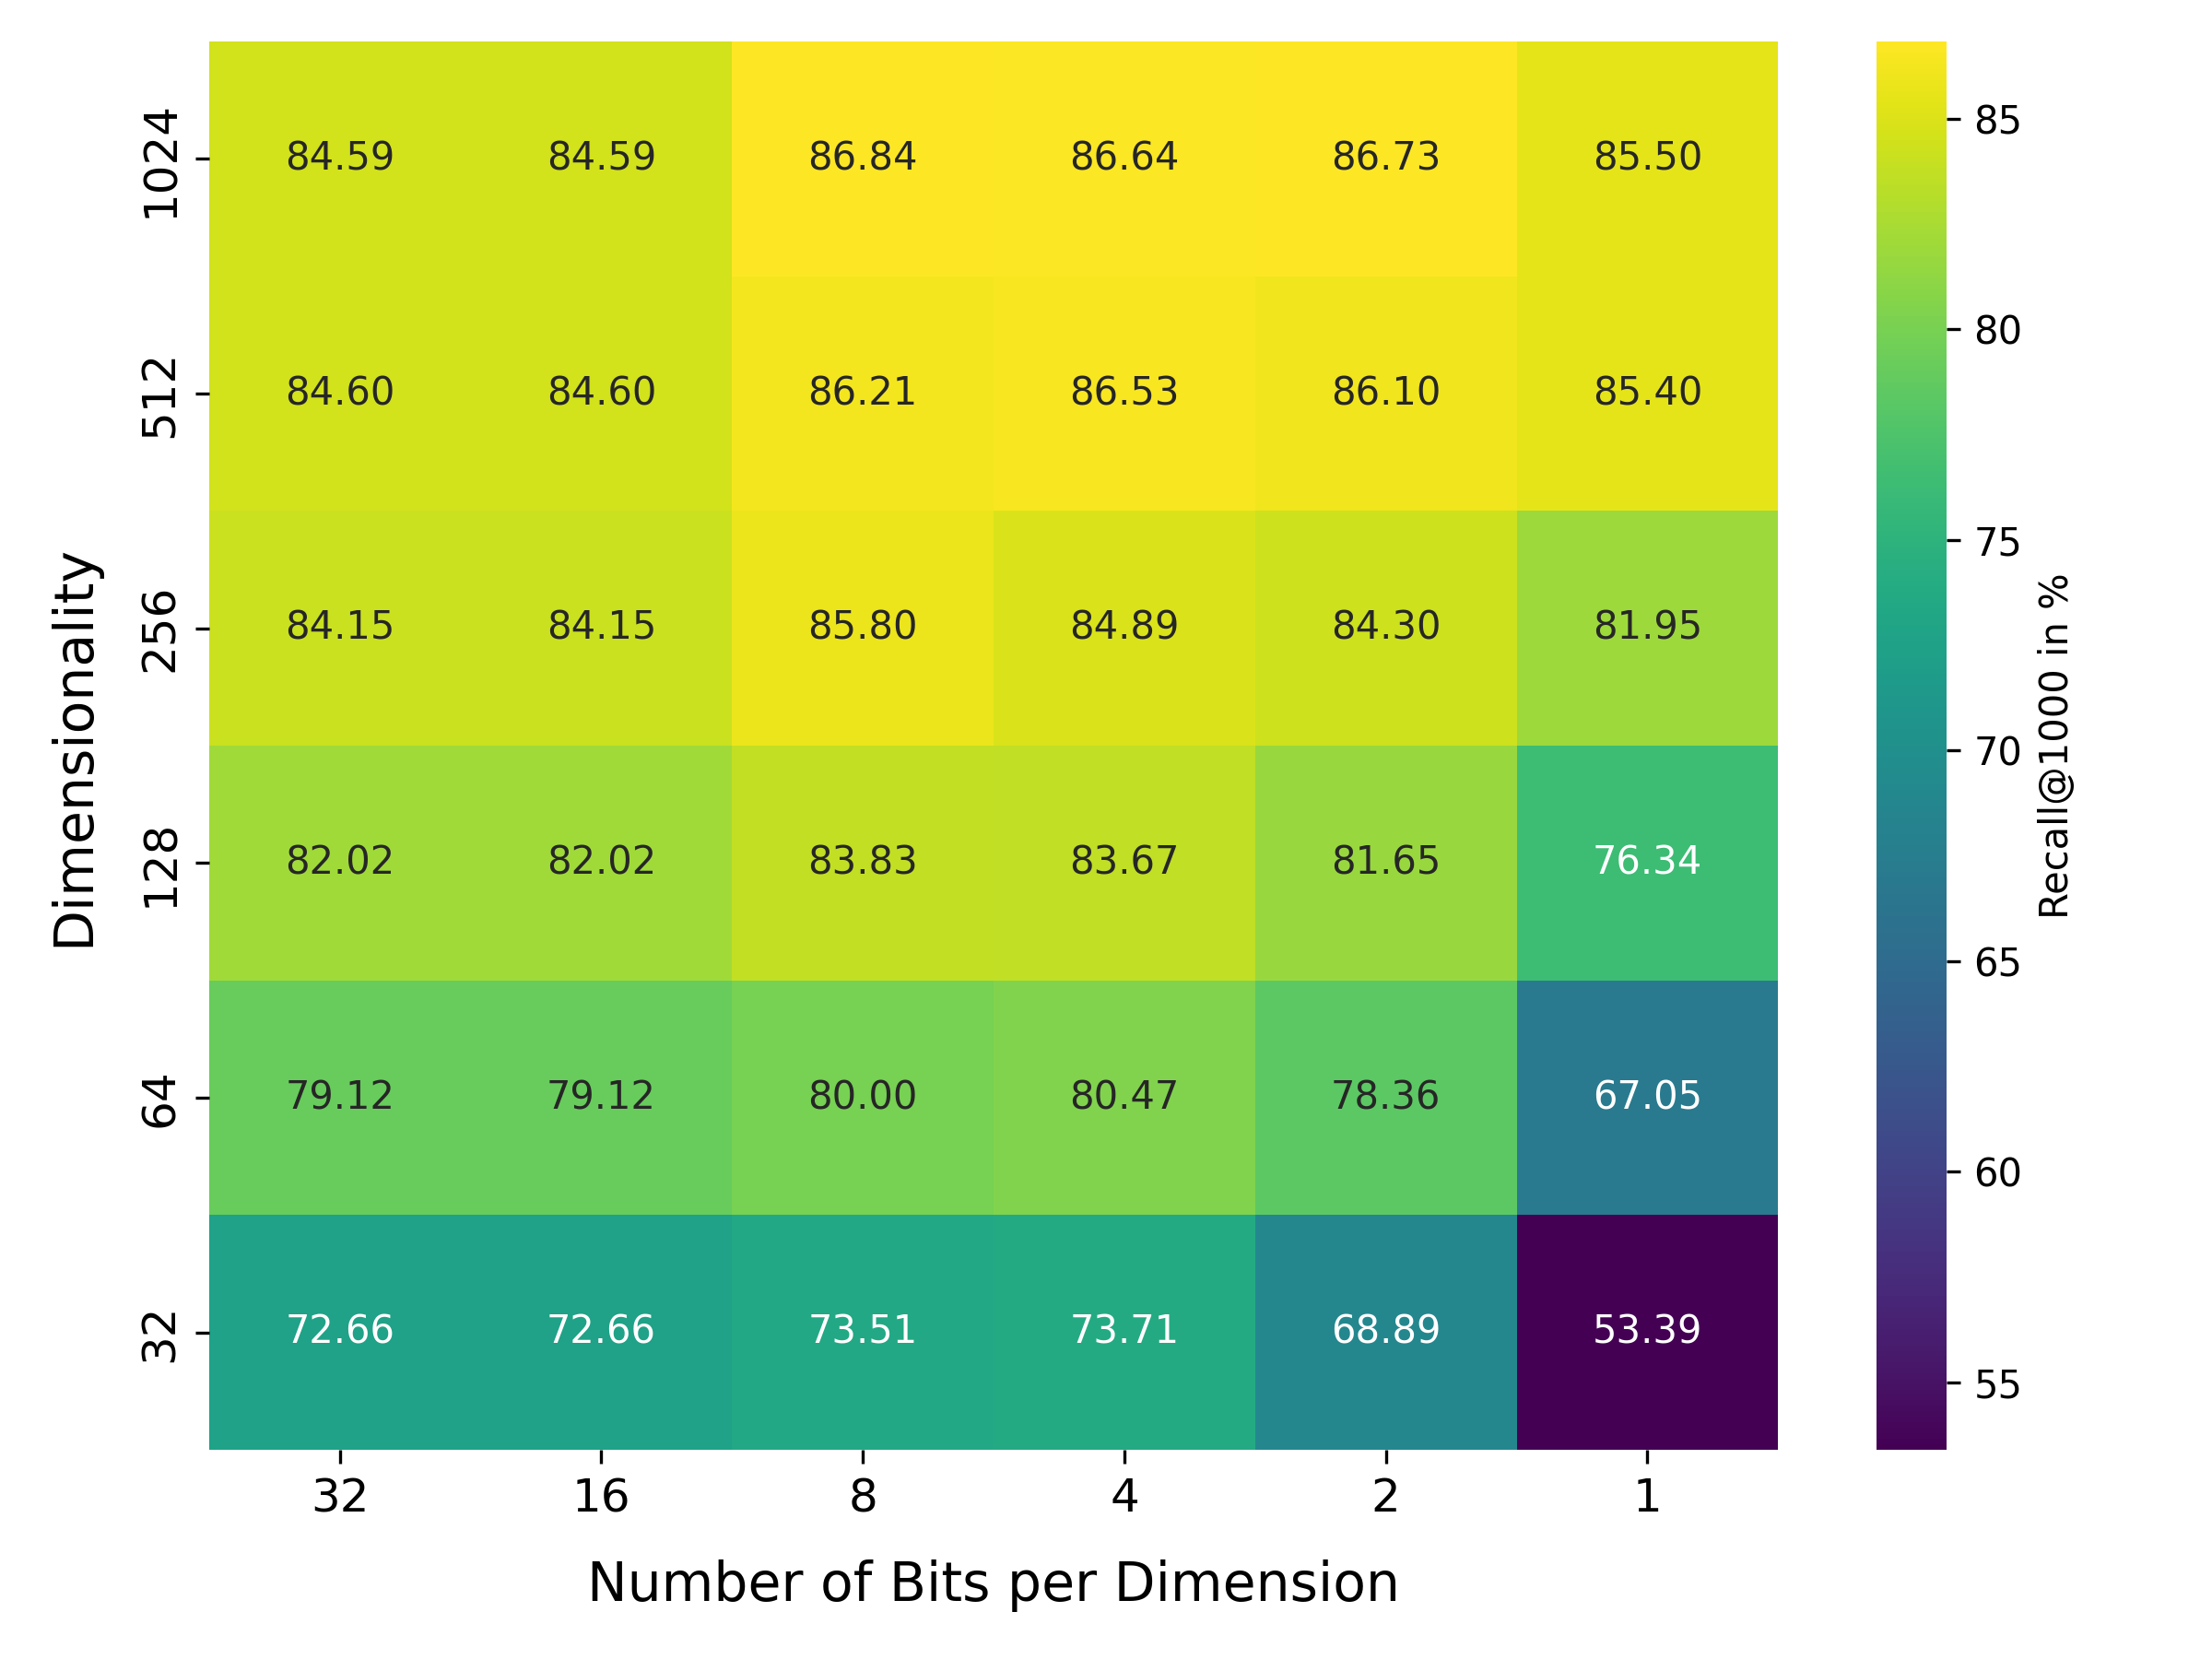 1024 84.59 84.59 86.84 86.64 86.73 85.50
512 84.60 84.60 86.21 86.53 86.10 85.40
256 84.15 84.15 85.80 84.89 84.30 81.95
128 82.02 82.02 83.83 83.67 81.65 76.34
64 79.12 79.12 80.00 80.47 78.36 67.05
32 72.66 72.66 73.51 73.71 68.89 53.39
32 16 8 4 2 1
Number of Bits per Dimension
Dimensionality
85
80
75
70
65
60
55
Recall@1000 in %